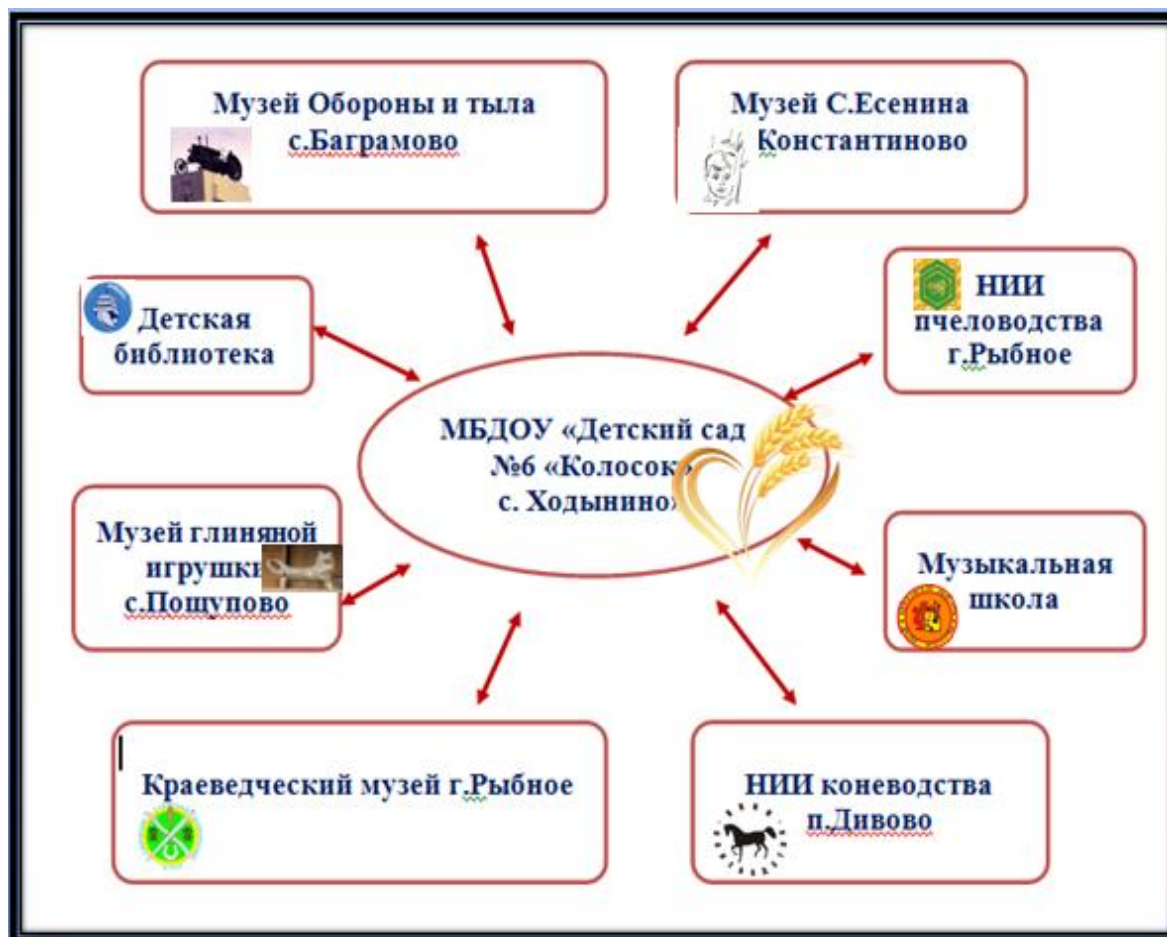 Музей Обороны и тыла
с.Баграмово
Музей С.Есенина
Константиново
Детская
библиотека
НИИ
пчеловодства
г.Рыбное
МБДОУ «Детский сад
№6 «Колосок»
с. Ходынино»
Музей глиняной
игрушки
с.Пощупово
Музыкальная
школа
Краеведческий музей г.Рыбное
НИИ коневодства
п.Дивово